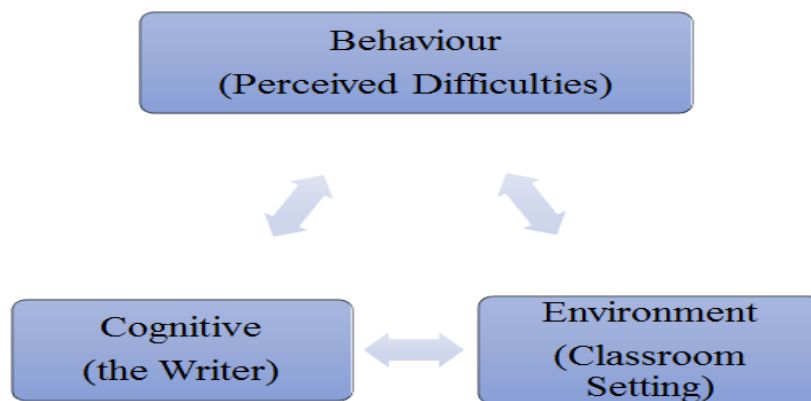 Behaviour
(Perceived Difficulties)
Cognitive
(the Writer)
Environment
(Classroom
Setting)